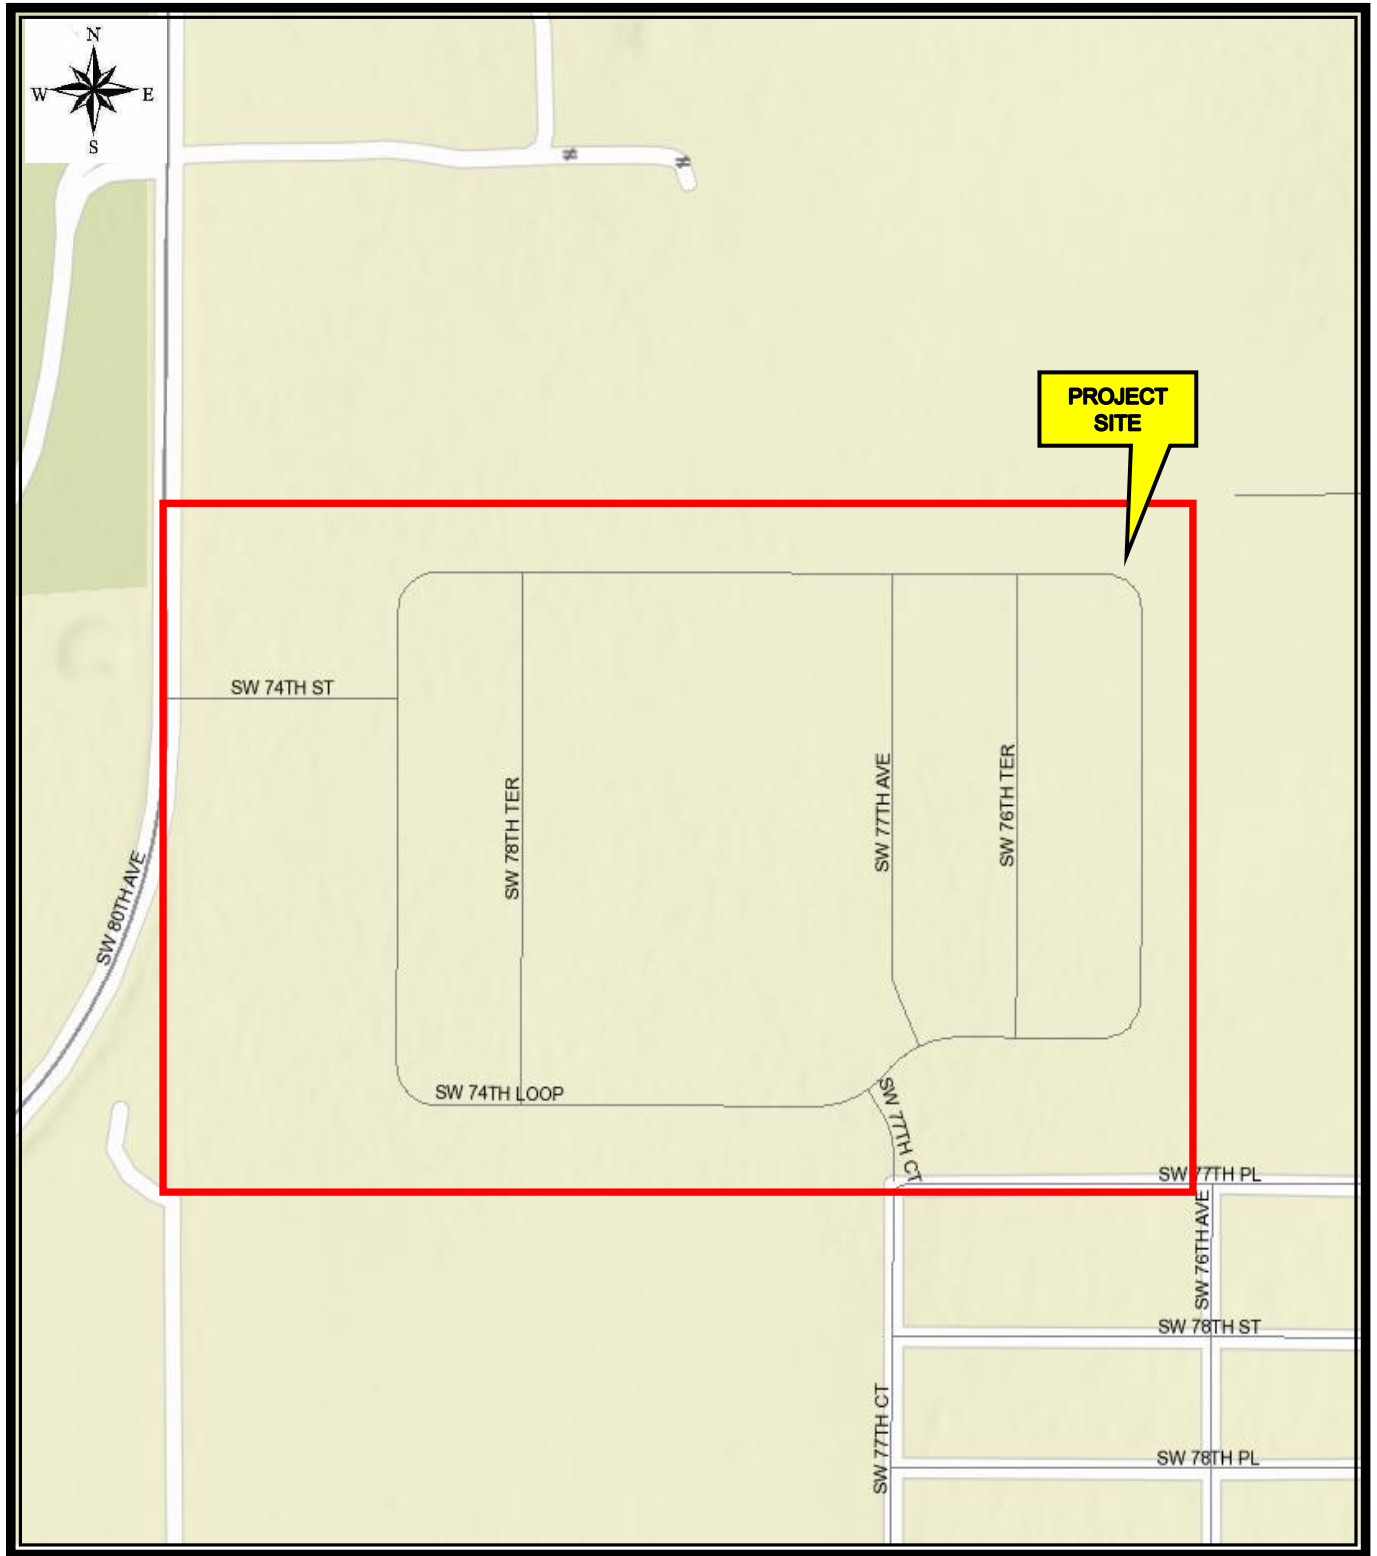 N
W E
S
PROJECT
SITE
SW 74TH ST
SW 78TH TER
SW 77TH AVE
SW 76TH TER
SW 80TH AVE
SW 74TH LOOP
SW 77TH CT
SW 77TH PL
SW 76TH AVE
SW 78TH ST
SW 77TH CT
SW 78TH PL